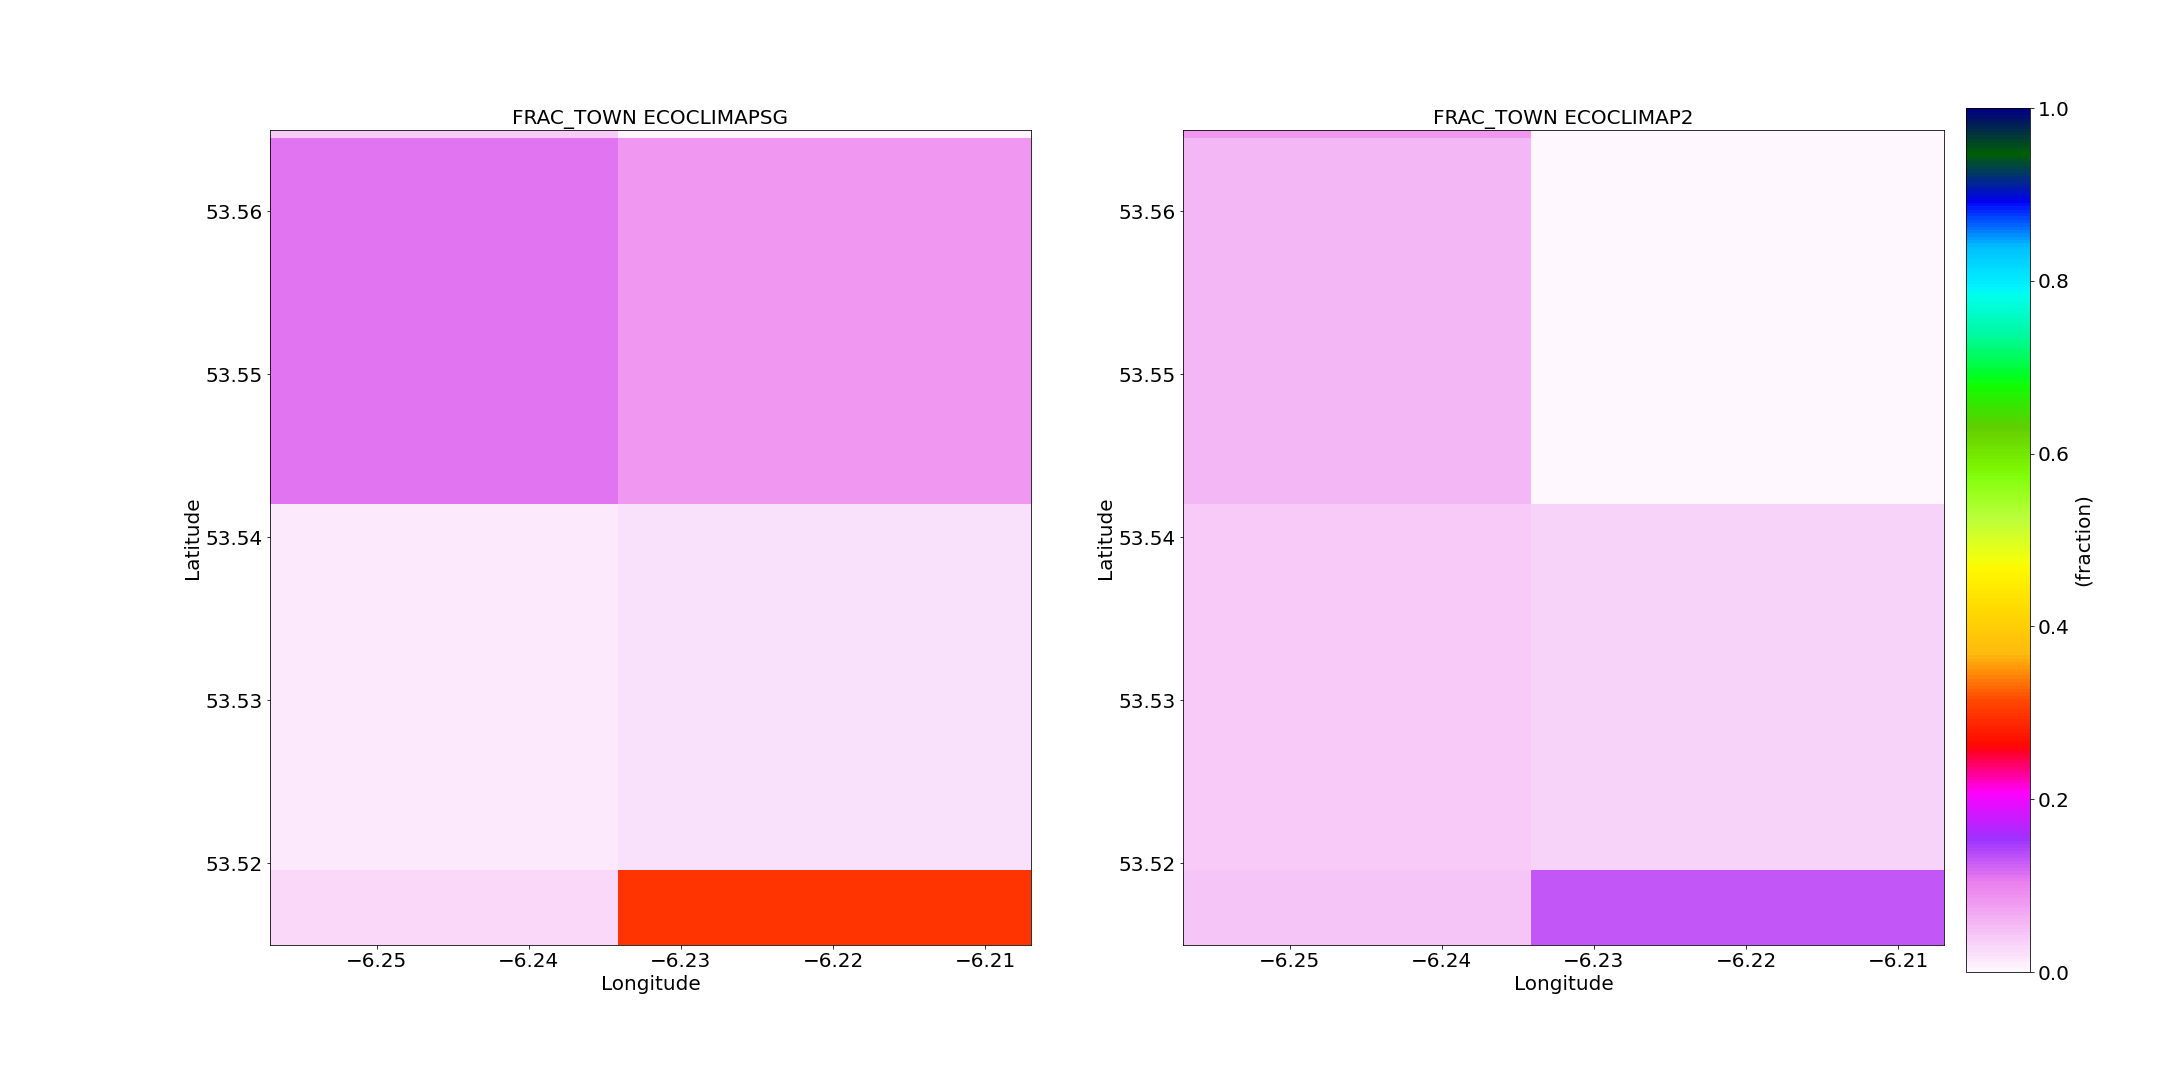 FRAC_TOWN ECOCLIMAPSG
53.56
53.55
53.54
53.53
53.52
Latitude
−6.25 −6.24 −6.23 −6.22 −6.21
Longitude
FRAC_TOWN ECOCLIMAP2
53.56
53.55
53.54
53.53
53.52
Latitude
−6.25 −6.24 −6.23 −6.22 −6.21
Longitude
1.0
0.8
0.6
0.4
0.2
0.0
(fraction)